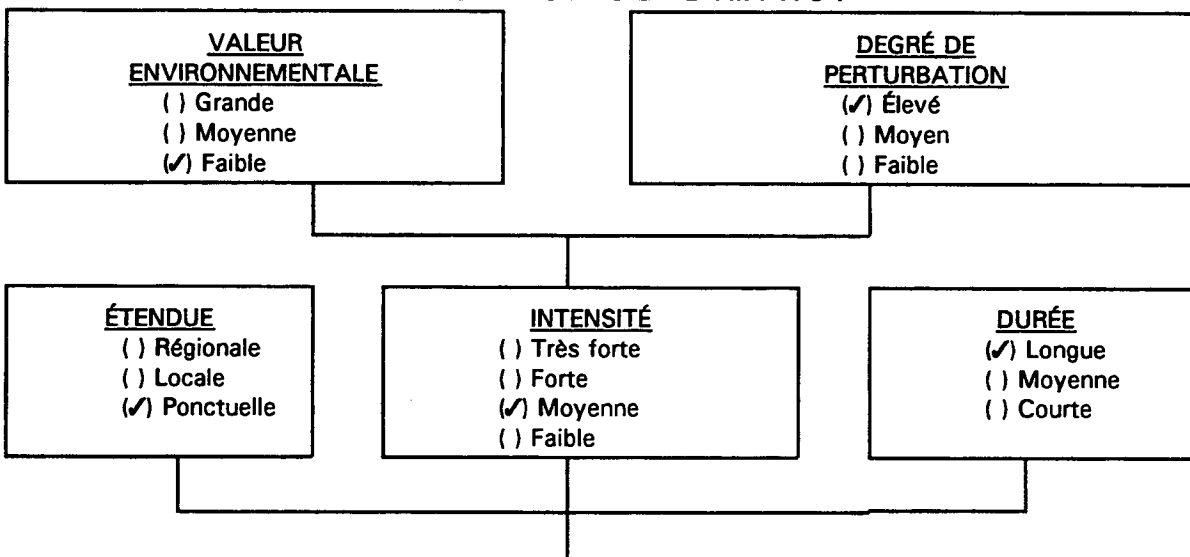 VALEUR
ENVIRONNEMENTALE
( ) Grande
( ) Moyenne
(✓) Faible
DEGRÉ DE
PERTURBATION
(✓) Élevé
( ) Moyen
( ) Faible
ÉTENDUE
( ) Régionale
( ) Locale
(✓) Ponctuelle
INTENSITÉ
( ) Très forte
( ) Forte
(✓) Moyenne
( ) Faible
DURÉE
(✓) Longue
( ) Moyenne
( ) Courte